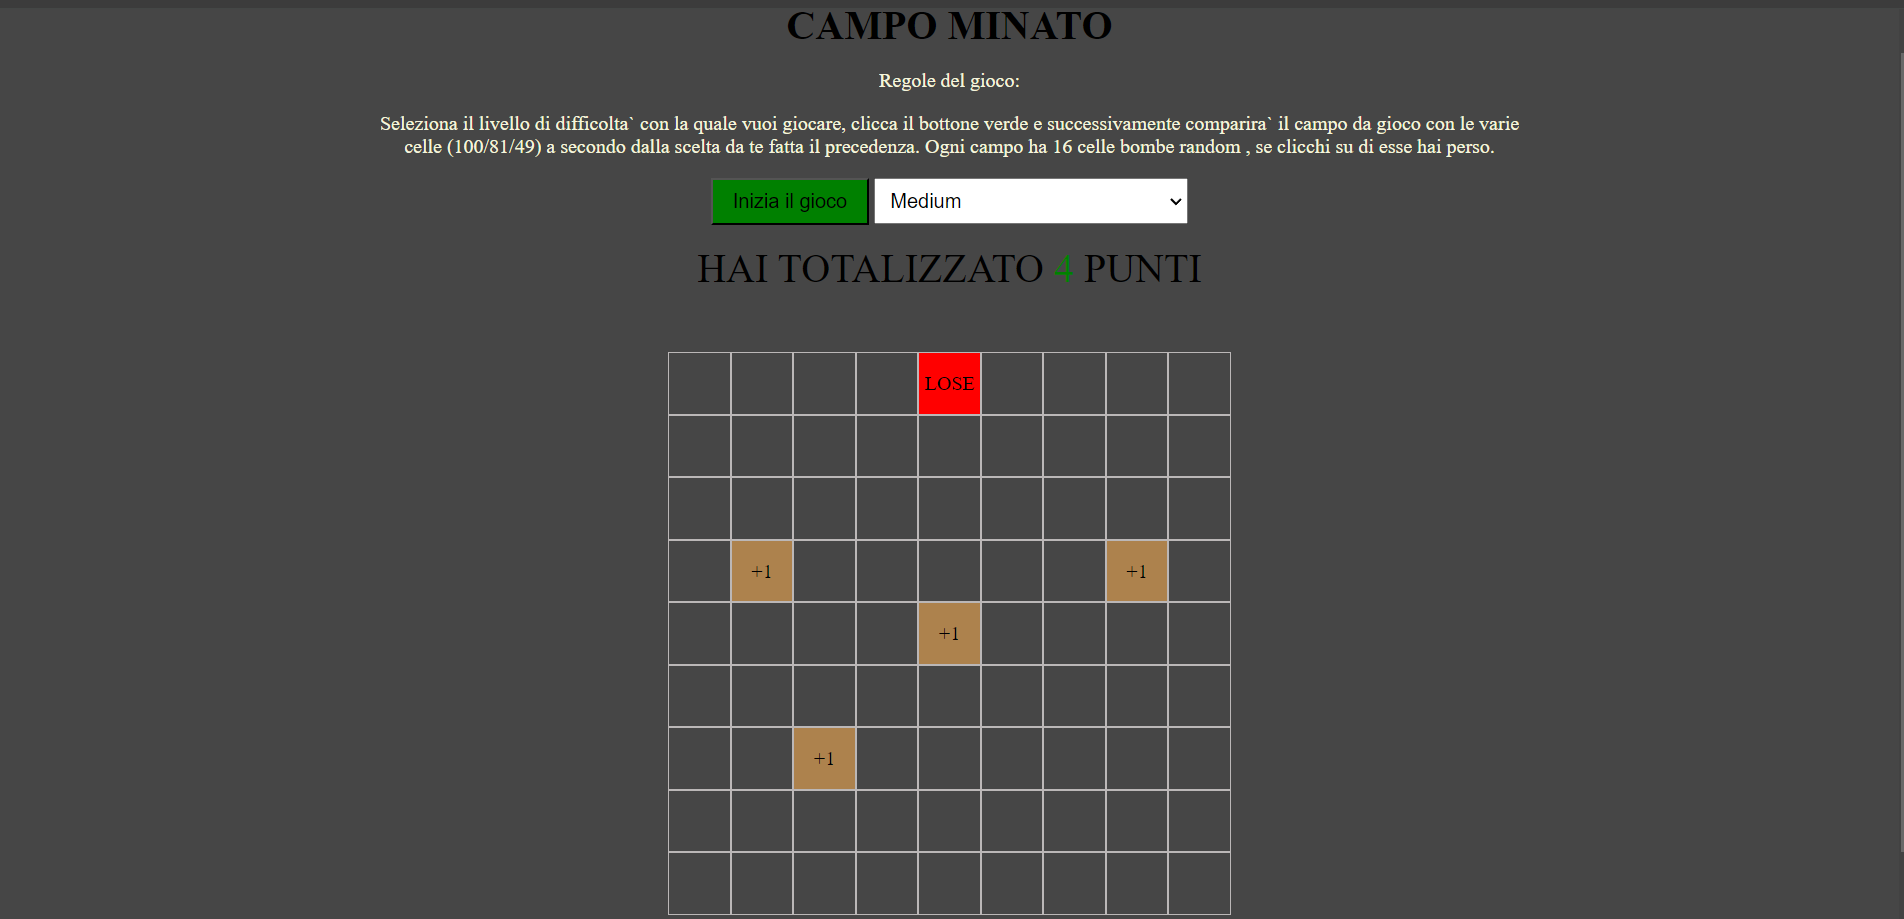 CAMPO MINATO
Regole del gioco:
Seleziona il livello di difficolta` con la quale vuoi giocare, clicca il bottone verde e successivamente comparira` il campo da gioco con le varie
celle (100/81/49) a secondo dalla scelta da te fatta il precedenza. Ogni campo ha 16 celle bombe random , se clicchi su di esse hai perso.
Inizia il gioco Medium
HAI TOTALIZZATO 4 PUNTI
LOSE
+1 +1
+1
+1